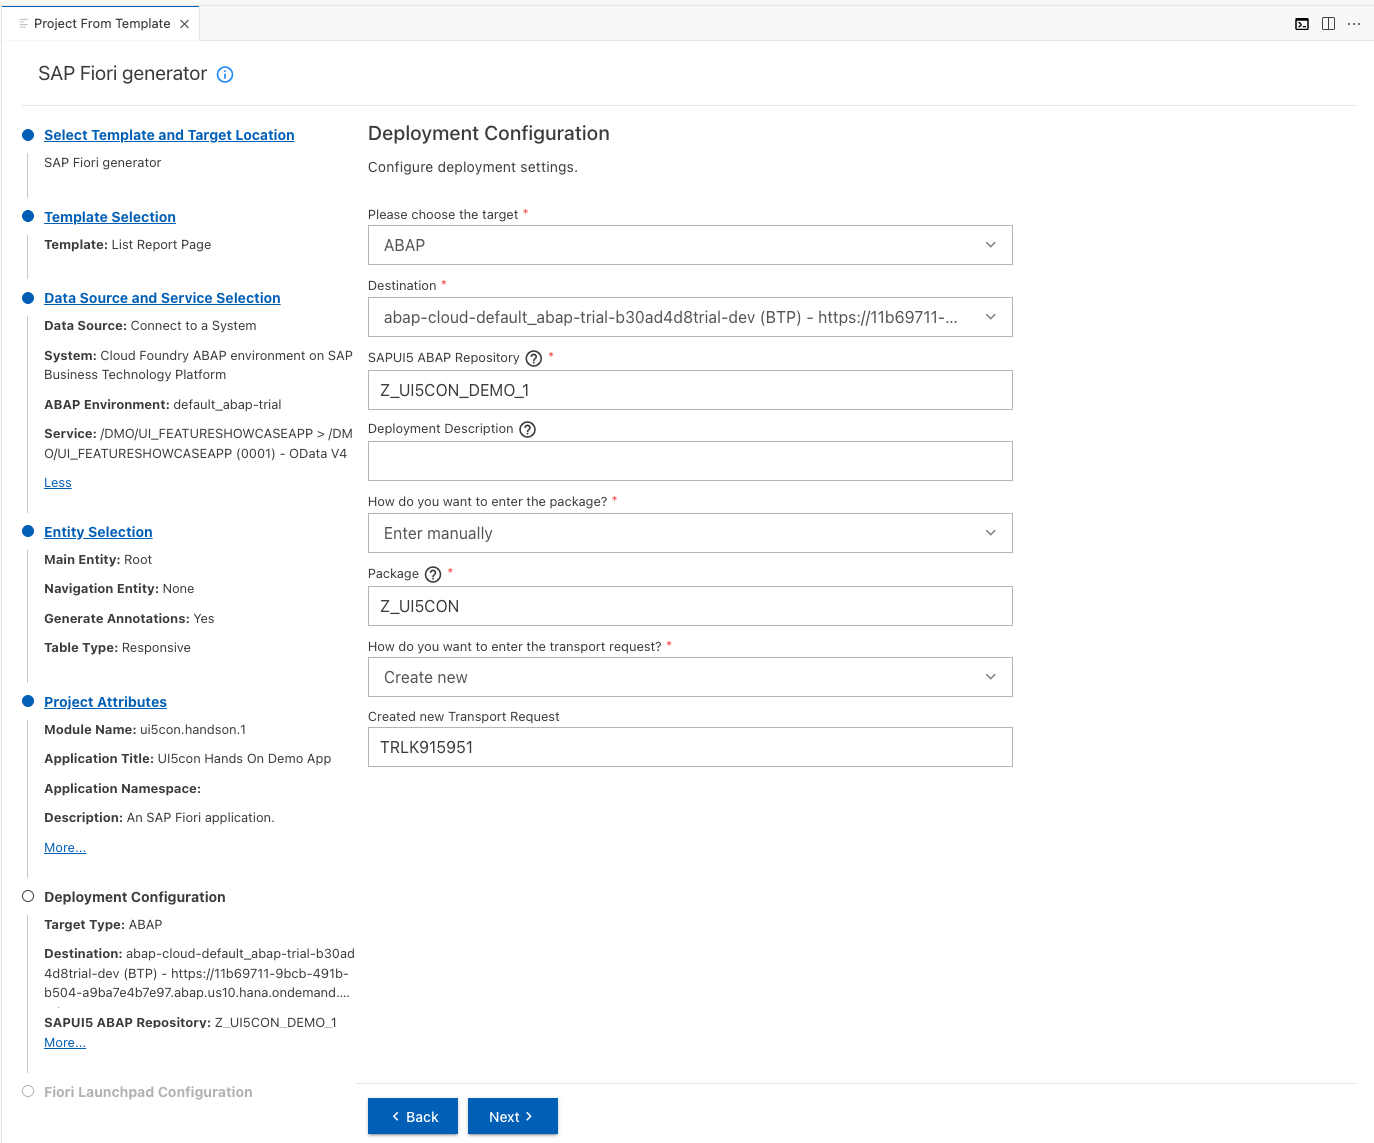 Project From Template
SAP Fiori generator
Select Template and Target Location
SAP Fiori generator
Template Selection
Template: List Report Page
Data Source and Service Selection
Data Source: Connect to a System
System: Cloud Foundry ABAP environment on SAP
Business Technology Platform
ABAP Environment: default_abap-trial
Service: /DMO/UI_FEATURESHOWCASEAPP > /DM
O/UI_FEATURESHOWCASEAPP (0001) - OData V4
Less
Entity Selection
Main Entity: Root
Navigation Entity: None
Generate Annotations: Yes
Table Type: Responsive
Project Attributes
Module Name: ui5con.handson.1
Application Title: UI5con Hands On Demo App
Application Namespace:
Description: An SAP Fiori application.
More...
Deployment Configuration
Target Type: ABAP
Destination: abap-cloud-default_abap-trial-b30ad
4d8trial-dev (BTP) - https://11b69711-9bcb-491b-
b504-a9ba7e4b7e97.abap.us10.hana.ondemand....
SAPUI5 ABAP Repository: Z_UI5CON_DEMO_1
More...
Fiori Launchpad Configuration
Deployment Configuration
Configure deployment settings.
Please choose the target *
ABAP
Destination *
abap-cloud-default_abap-trial-b30ad4d8trial-dev (BTP) - https://11b69711-...
SAPUI5 ABAP Repository ? *
Z_UI5CON_DEMO_1
Deployment Description ?
How do you want to enter the package? *
Enter manually
Package ? *
Z_UI5CON
How do you want to enter the transport request? *
Create new
Created new Transport Request
TRLK915951
Back
Next